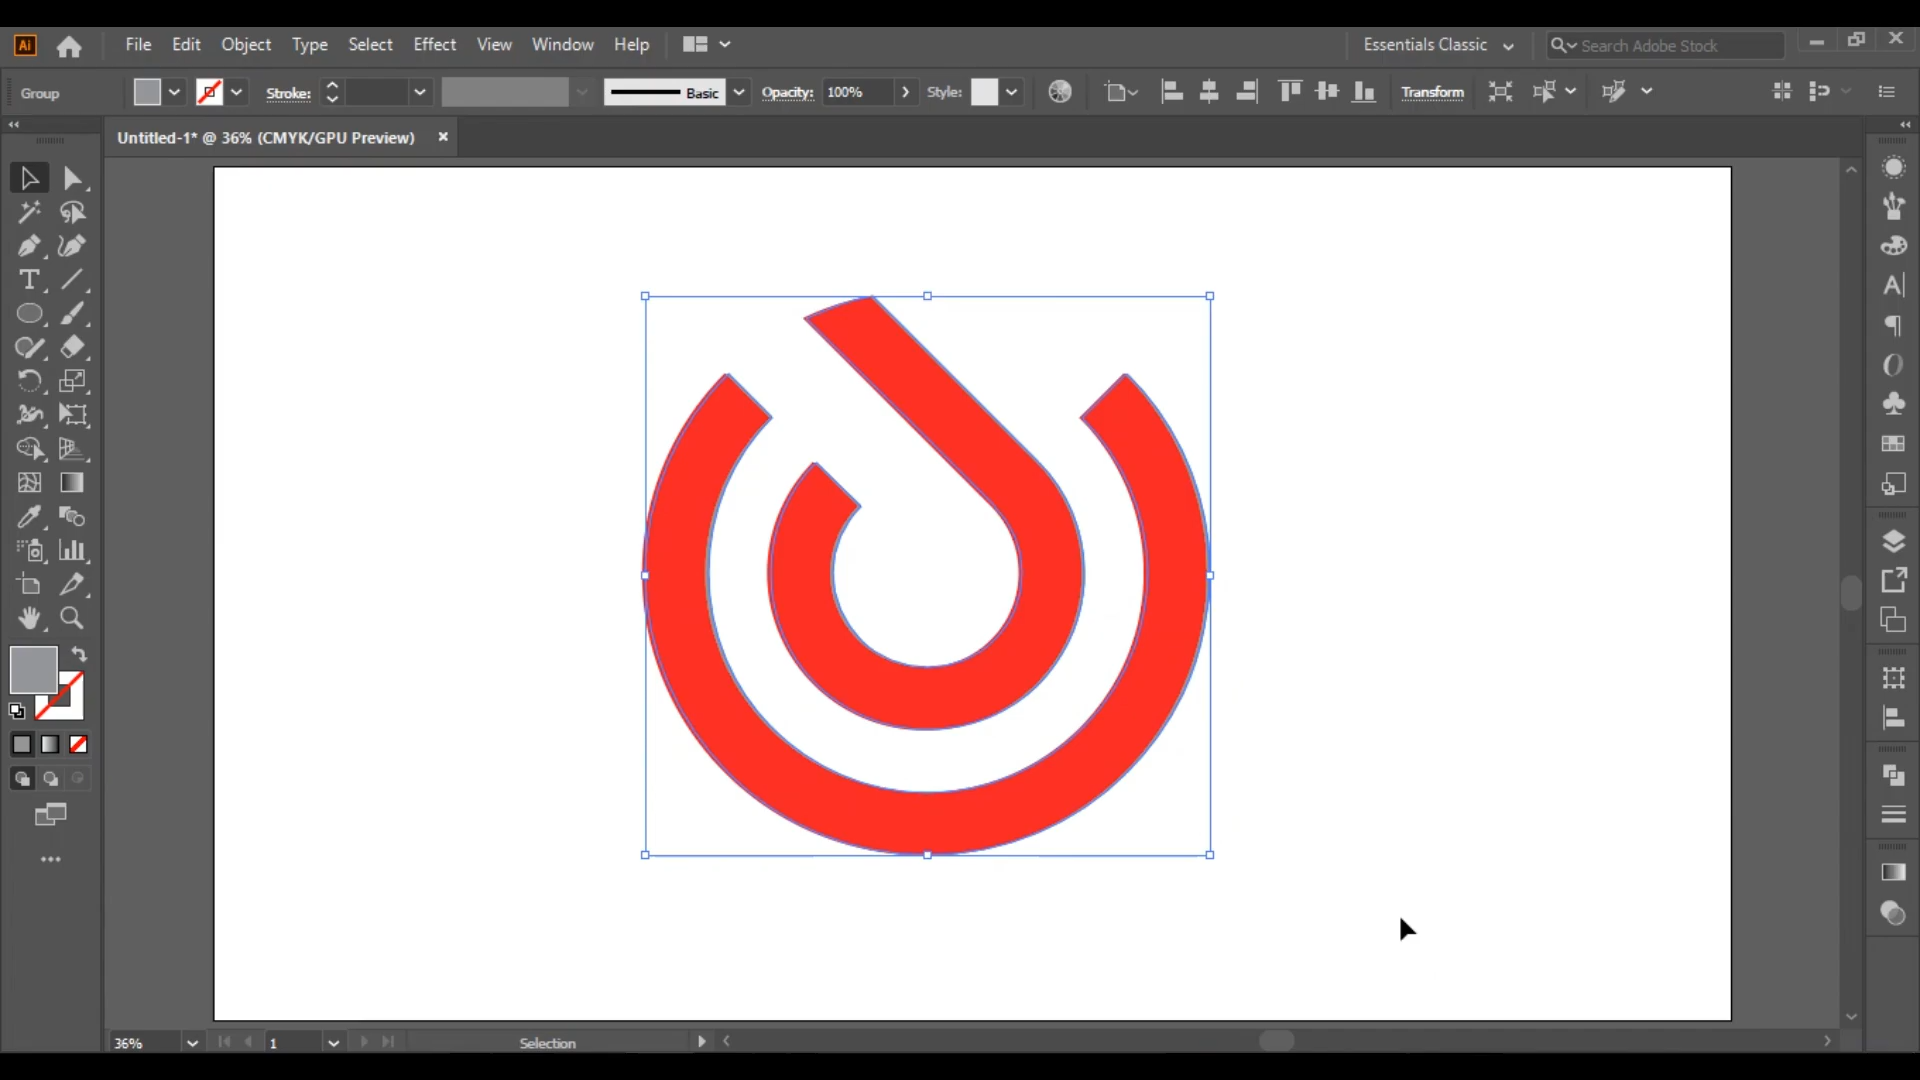 Ai File Edit Object Type Select Effect View Window Help Essentials Classic Search Adobe Stock
Group Stroke: Basic Opacity: 100% Style: Transform
Untitled-1* @ 36% (CMYK/GPU Preview)
36% 1 Selection